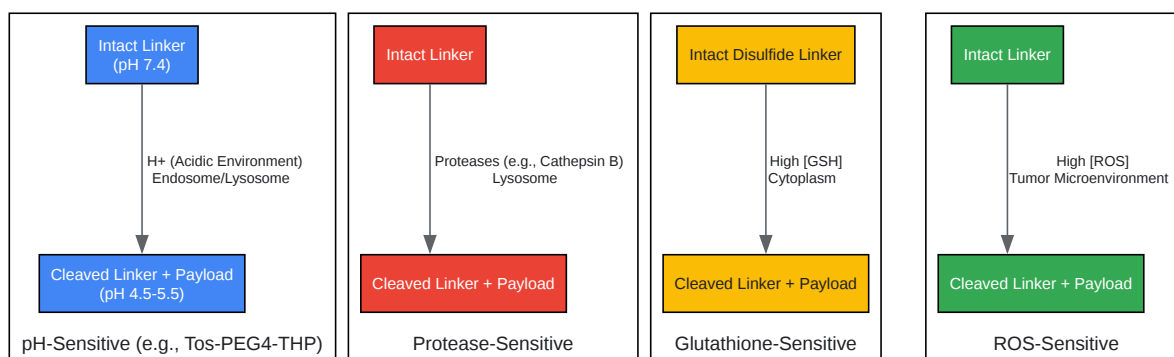 Intact Linker
(pH 7.4)
H+ (Acidic Environment)
Endosome/Lysosome
Cleaved Linker + Payload
(pH 4.5-5.5)
pH-Sensitive (e.g., Tos-PEG4-THP)
Intact Linker
Proteases (e.g., Cathepsin B)
Lysosome
Cleaved Linker + Payload
Protease-Sensitive
Intact Disulfide Linker
High [GSH]
Cytoplasm
Cleaved Linker + Payload
Glutathione-Sensitive
Intact Linker
High [ROS]
Tumor Microenvironment
Cleaved Linker + Payload
ROS-Sensitive